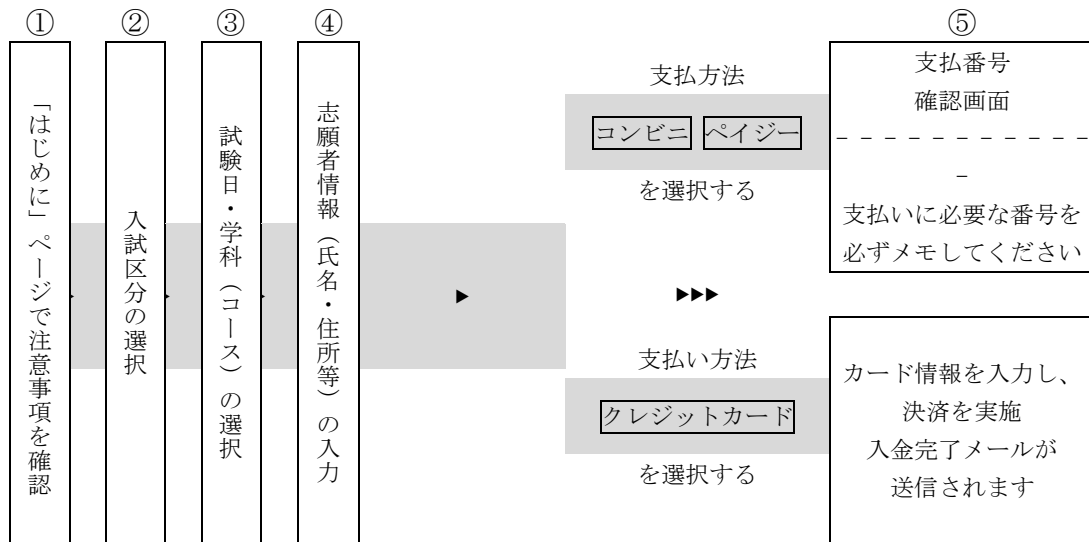 ①
「はじめに」ページで注意事項を確認
②
入試区分の選択
③
試験日・学科（コース）の選択
④
志願者情報（氏名・住所等）の入力
▶
▶▶▶
支払方法
コンビニ ペイジー
を選択する
支払い方法
クレジットカード
を選択する
⑤
支払番号
確認画面
－－－－－－－－－－－
－
支払いに必要な番号を
必ずメモしてください
カード情報を入力し、
決済を実施
入金完了メールが
送信されます